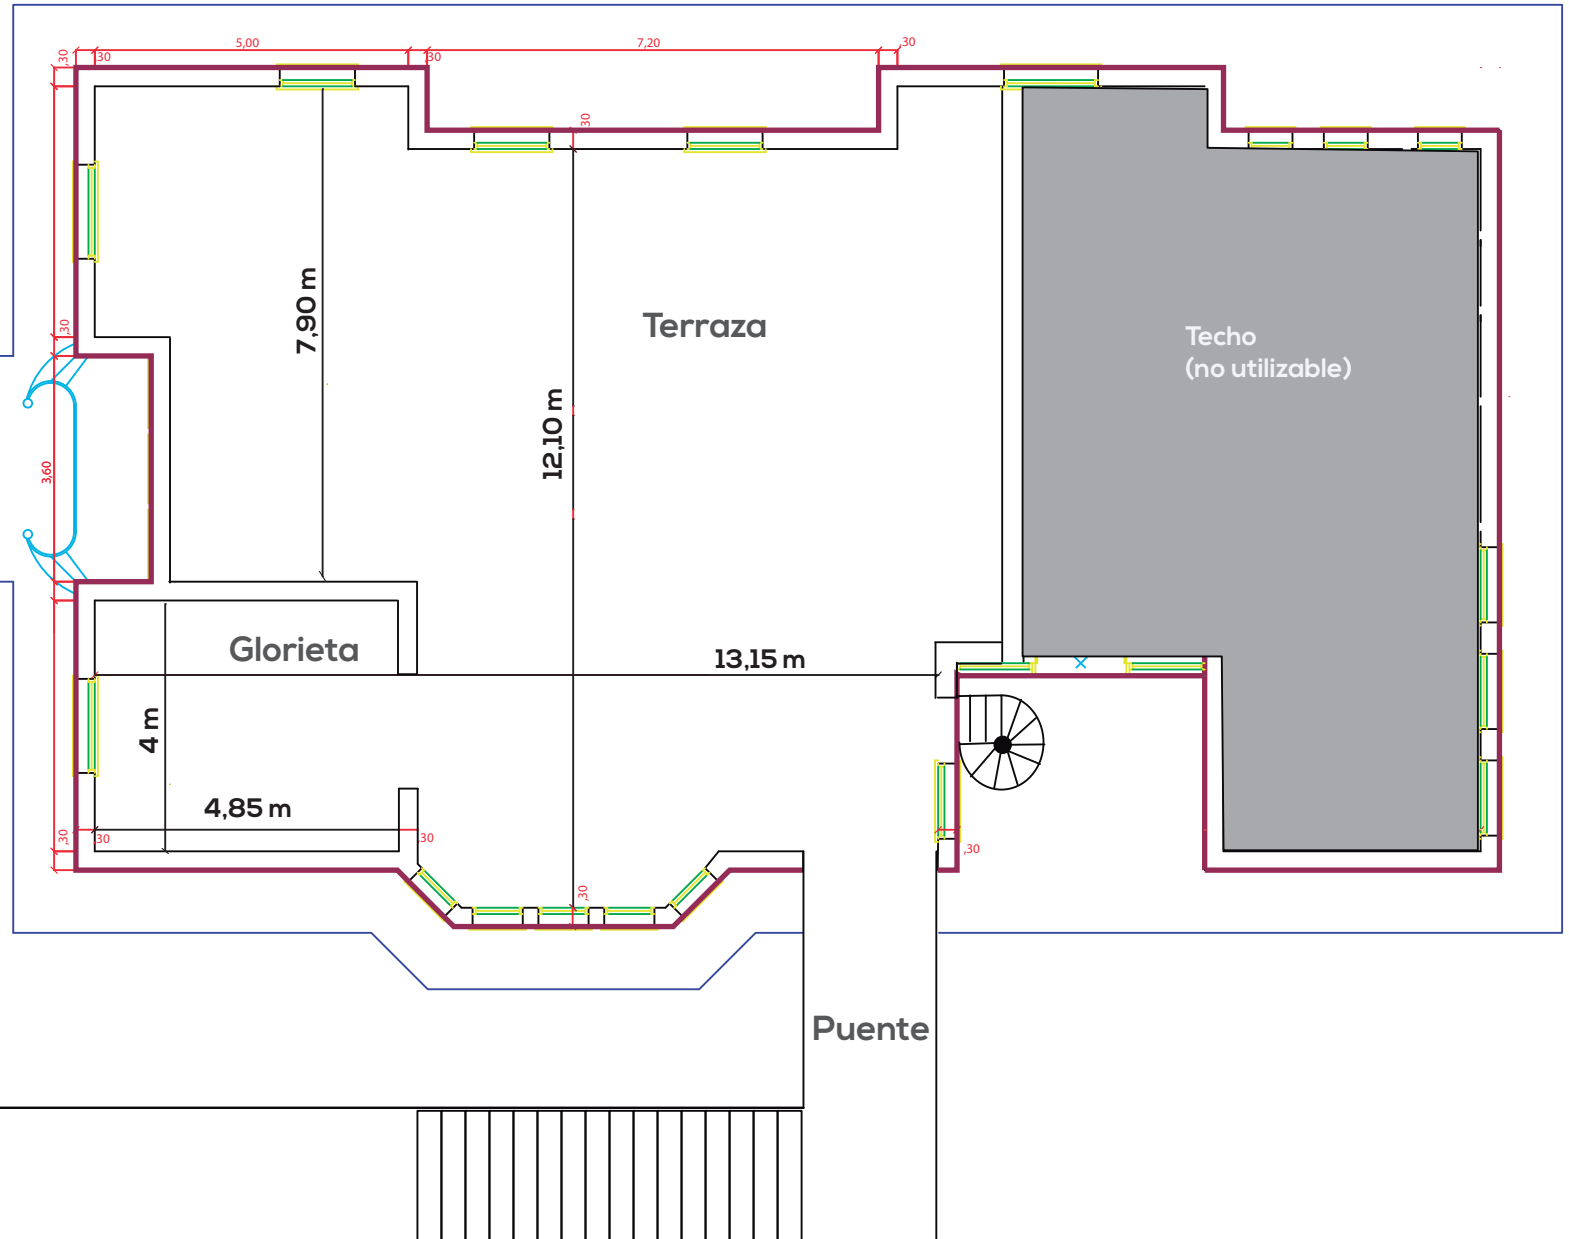 5,00
7,20
,30
,30
,30
,30
,30
7,90 m
Terraza
Techo
(no utilizable)
,30
12,10 m
3,60
Glorieta
13,15 m
4 m
4,85 m
,30
,30
,30
,30
,30
Puente